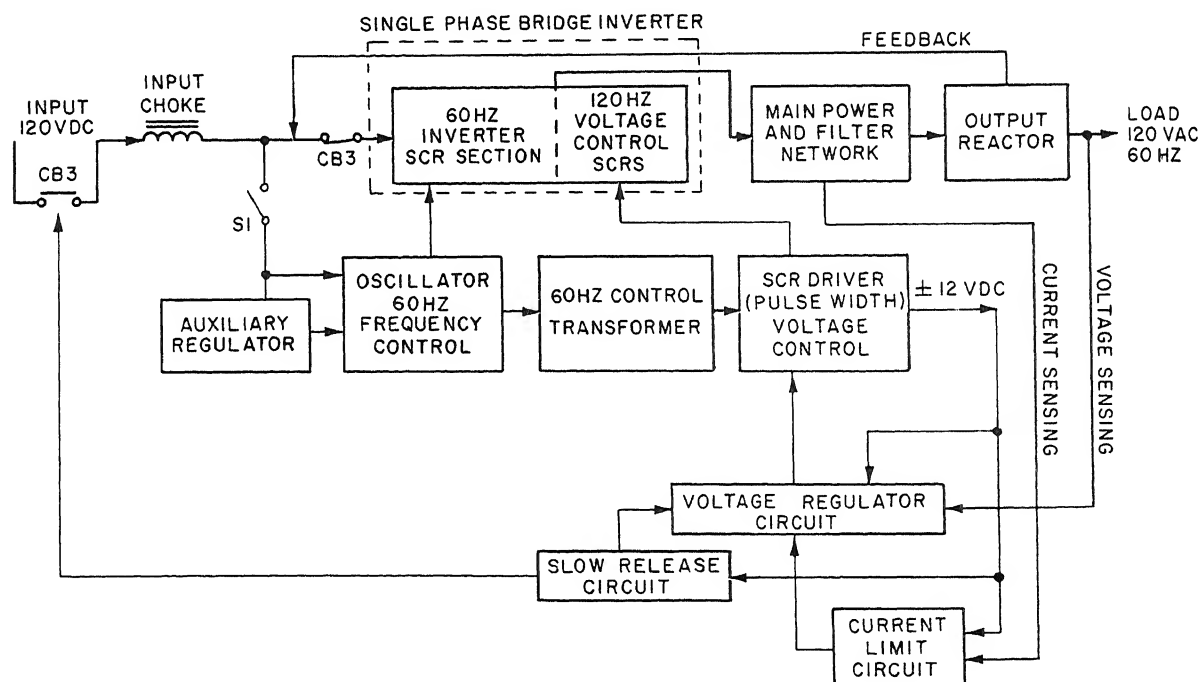 SINGLE PHASE BRIDGE INVERTER
FEEDBACK
INPUT
CHOKE
INPUT
120VDC
CB3
CB3
60HZ
INVERTER
SCR SECTION
120HZ
VOLTAGE
CONTROL
SCRS
MAIN POWER
AND FILTER
NETWORK
OUTPUT
REACTOR
LOAD
120 VAC
60 HZ
S1
AUXILIARY
REGULATOR
OSCILLATOR
60HZ
FREQUENCY
CONTROL
60HZ CONTROL
TRANSFORMER
SCR DRIVER
(PULSE WIDTH)
VOLTAGE
CONTROL
± 12 VDC
CURRENT SENSING
VOLTAGE SENSING
VOLTAGE REGULATOR
CIRCUIT
SLOW RELEASE
CIRCUIT
CURRENT
LIMIT
CIRCUIT